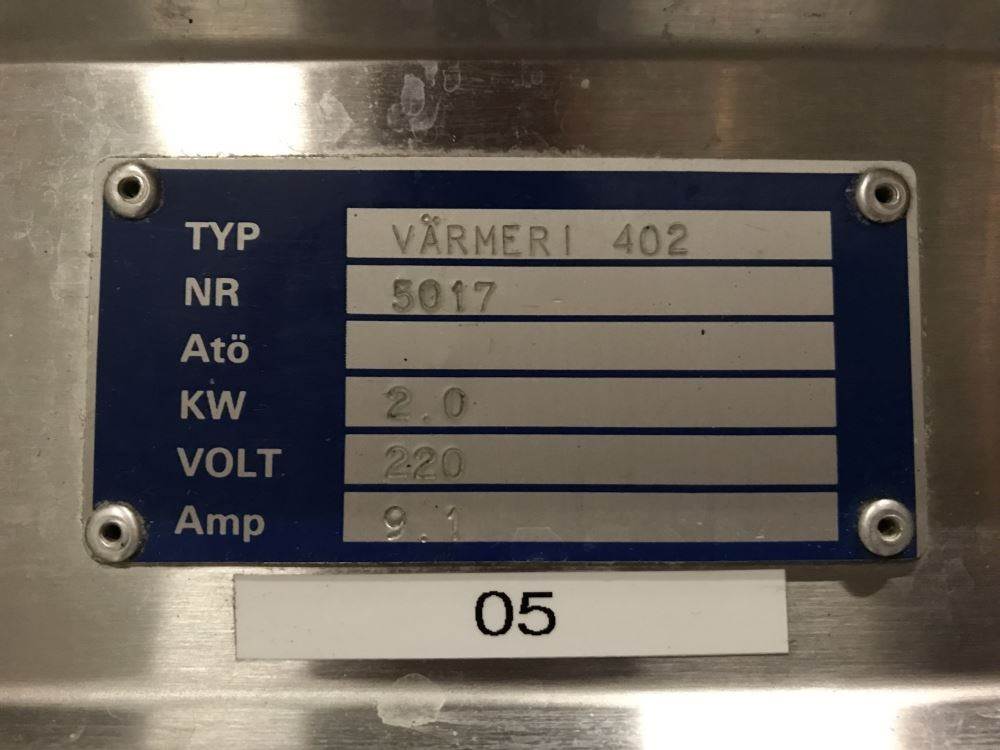 TYP VÄRMERI 402
NR 5017
Atö
KW 2.0
VOLT 220
Amp 9.1
05